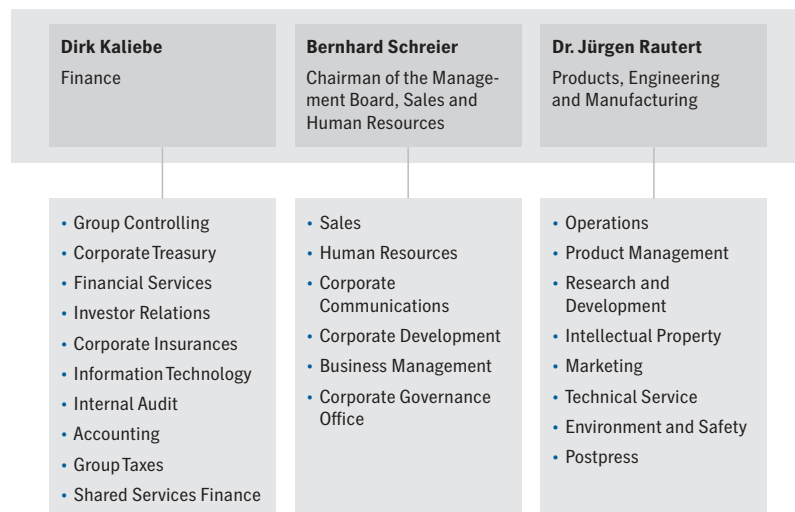 Dirk Kaliebe
Finance
Bernhard Schreier
Chairman of the Manage-
ment Board, Sales and
Human Resources
Dr. Jürgen Rautert
Products, Engineering
and Manufacturing
• Group Controlling
• Corporate Treasury
• Financial Services
• Investor Relations
• Corporate Insurances
• Information Technology
• Internal Audit
• Accounting
• Group Taxes
• Shared Services Finance
• Sales
• Human Resources
• Corporate
Communications
• Corporate Development
• Business Management
• Corporate Governance
Office
• Operations
• Product Management
• Research and
Development
• Intellectual Property
• Marketing
• Technical Service
• Environment and Safety
• Postpress